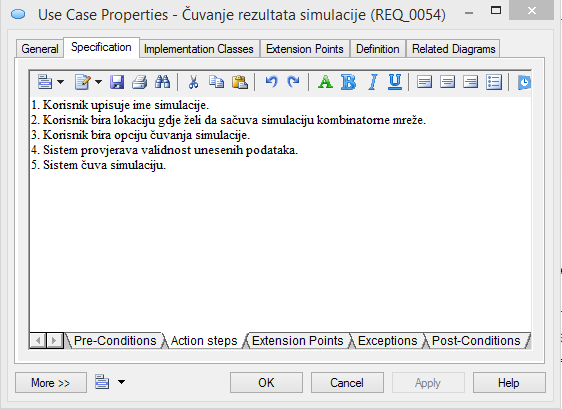 Use Case Properties - Čuvanje rezultata simulacije (REQ_0054)
General Specification Implementation Classes Extension Points Definition Related Diagrams
A B I U
1. Korisnik upisuje ime simulacije.
2. Korisnik bira lokaciju gdje želi da sačuva simulaciju kombinatorne mreže.
3. Korisnik bira opciju čuvanja simulacije.
4. Sistem provjerava validnost unesenih podataka.
5. Sistem čuva simulaciju.
Pre-Conditions Action steps Extension Points Exceptions Post-Conditions
More >> OK Cancel Apply Help